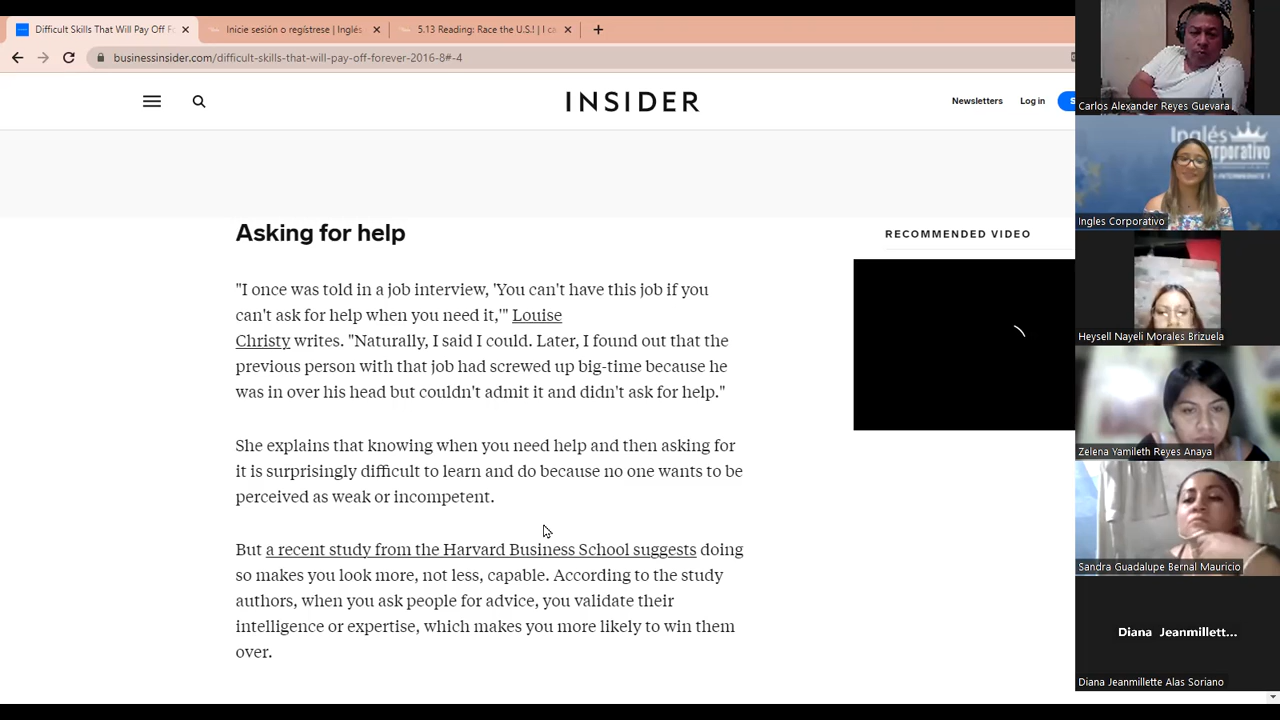 Difficult Skills That Will Pay Off F
Inicie sesión o regístrese | Inglés
5.13 Reading: Race the U.S.! | I ca
businessinsider.com/difficult-skills-that-will-pay-off-forever-2016-8#-4
INSIDER
Newsletters
Log in
S
Asking for help
RECOMMENDED VIDEO
"I once was told in a job interview, 'You can't have this job if you
can't ask for help when you need it,'" Louise
Christy writes. "Naturally, I said I could. Later, I found out that the
previous person with that job had screwed up big-time because he
was in over his head but couldn't admit it and didn't ask for help."
She explains that knowing when you need help and then asking for
it is surprisingly difficult to learn and do because no one wants to be
perceived as weak or incompetent.
But a recent study from the Harvard Business School suggests doing
so makes you look more, not less, capable. According to the study
authors, when you ask people for advice, you validate their
intelligence or expertise, which makes you more likely to win them
over.
Carlos Alexander Reyes Guevara
Inglés
Corporativo
Ingles Corporativo
Heysell Nayeli Morales Brizuela
Zelena Yamileth Reyes Anaya
Sandra Guadalupe Bernal Mauricio
Diana Jeanmillett...
Diana Jeanmillette Alas Soriano